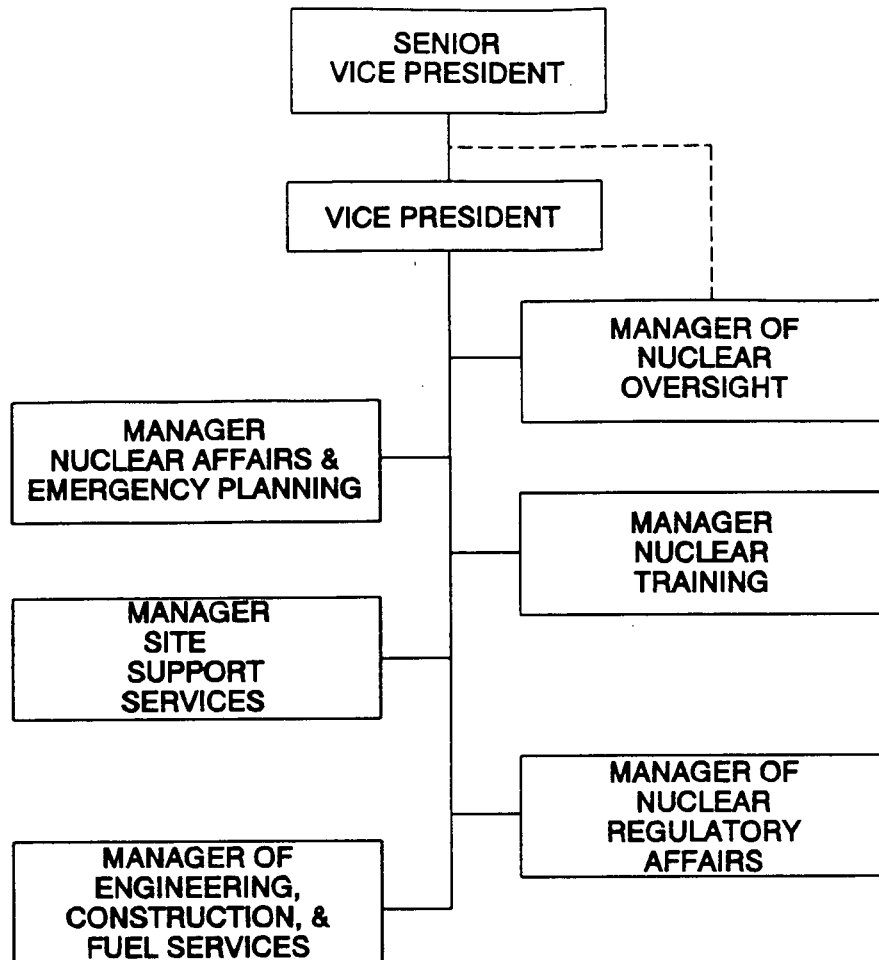 SENIOR
VICE PRESIDENT
VICE PRESIDENT
MANAGER OF
NUCLEAR
OVERSIGHT
MANAGER
NUCLEAR AFFAIRS &
EMERGENCY PLANNING
MANAGER
NUCLEAR
TRAINING
MANAGER
SITE
SUPPORT
SERVICES
MANAGER OF
NUCLEAR
REGULATORY
AFFAIRS
MANAGER OF
ENGINEERING,
CONSTRUCTION, &
FUEL SERVICES